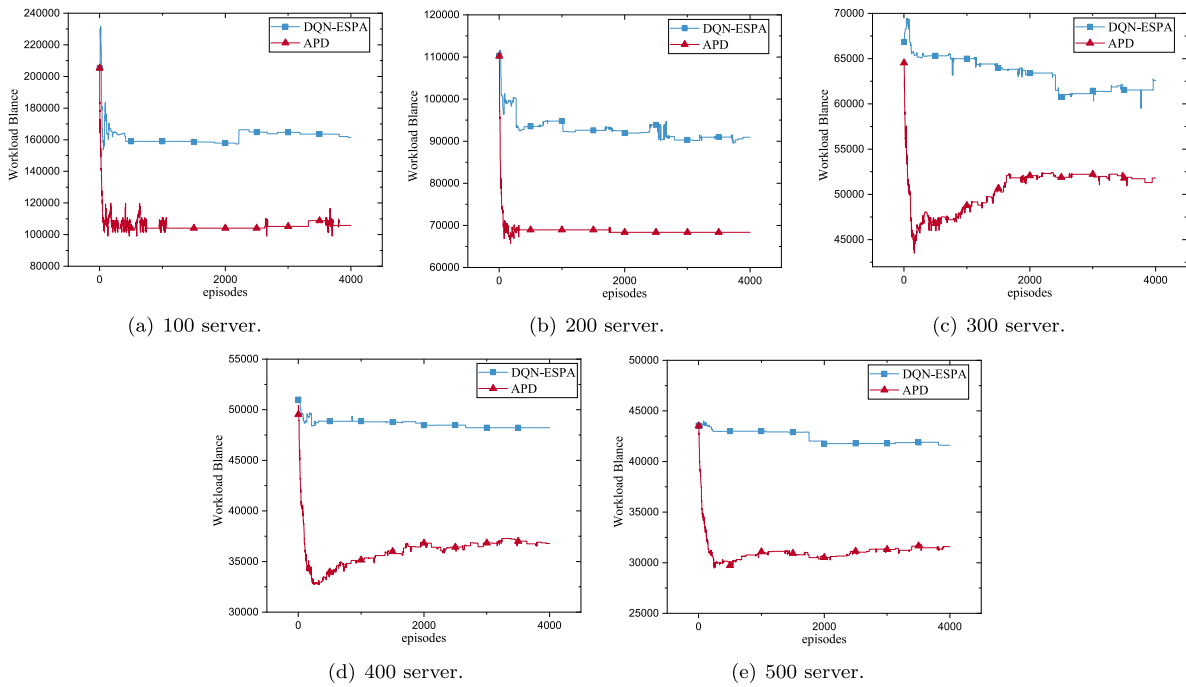 240000
220000
200000
180000
160000
140000
120000
100000
80000
Workload Blance
0 2000 4000
episodes
DQN-ESPA
APD
(a) 100 server.
120000
110000
100000
90000
80000
70000
60000
Workload Blance
0 2000 4000
episodes
DQN-ESPA
APD
(b) 200 server.
70000
65000
60000
55000
50000
45000
Workload Blance
0 2000 4000
episodes
DQN-ESPA
APD
(c) 300 server.
55000
50000
45000
40000
35000
30000
Workload Blance
0 2000 4000
episodes
DQN-ESPA
APD
(d) 400 server.
50000
45000
40000
35000
30000
25000
Workload Blance
0 2000 4000
episodes
DQN-ESPA
APD
(e) 500 server.